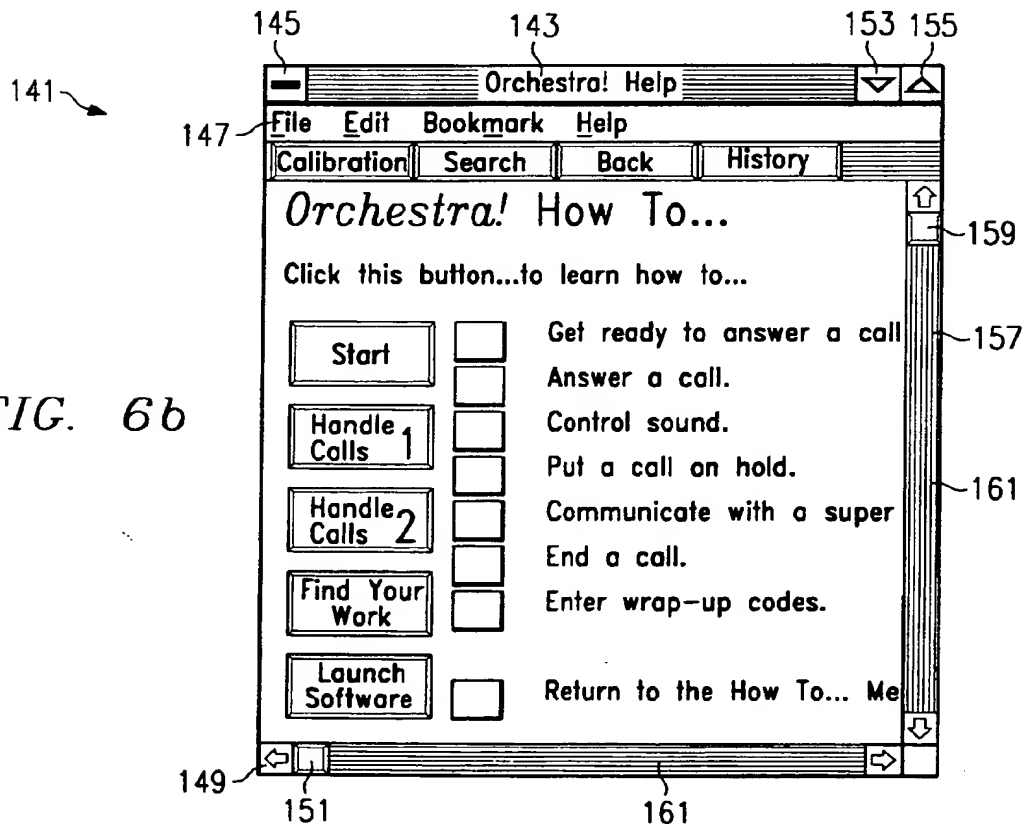 145 143 153 155
141
Orchestra! Help
147 File Edit Bookmark Help
Calibration Search Back History
Orchestra! How To...
159
Click this button...to learn how to...
Start
Get ready to answer a call
157
Answer a call.
FIG. 6b
Handle Calls 1
Control sound.
Put a call on hold.
161
Handle Calls 2
Communicate with a super
End a call.
Find Your Work
Enter wrap-up codes.
Launch Software
Return to the How To... Me
149 151 161